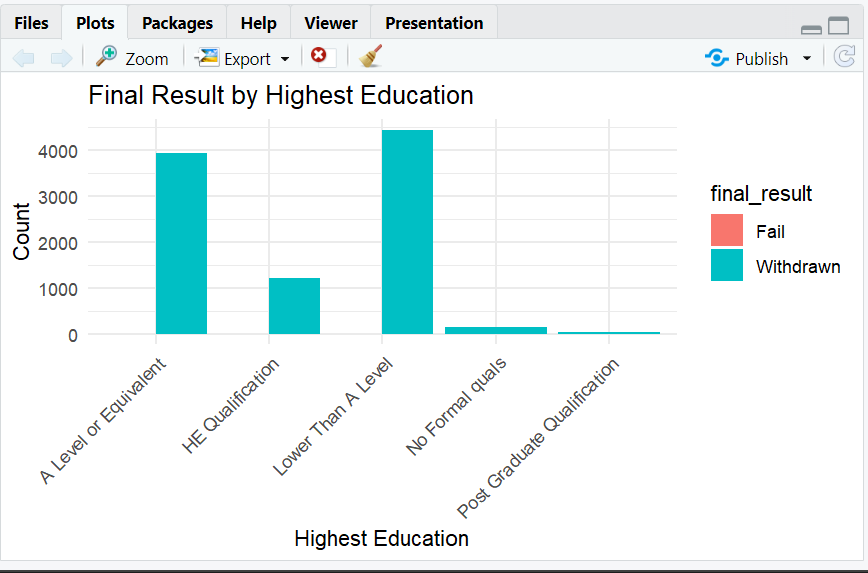 Files Plots Packages Help Viewer Presentation
Zoom Export Publish
Final Result by Highest Education
4000
3000
2000
1000
0
Count
A Level or Equivalent
HE Qualification
Lower Than A Level
No Formal quals
Post Graduate Qualification
Highest Education
final_result
Fail
Withdrawn